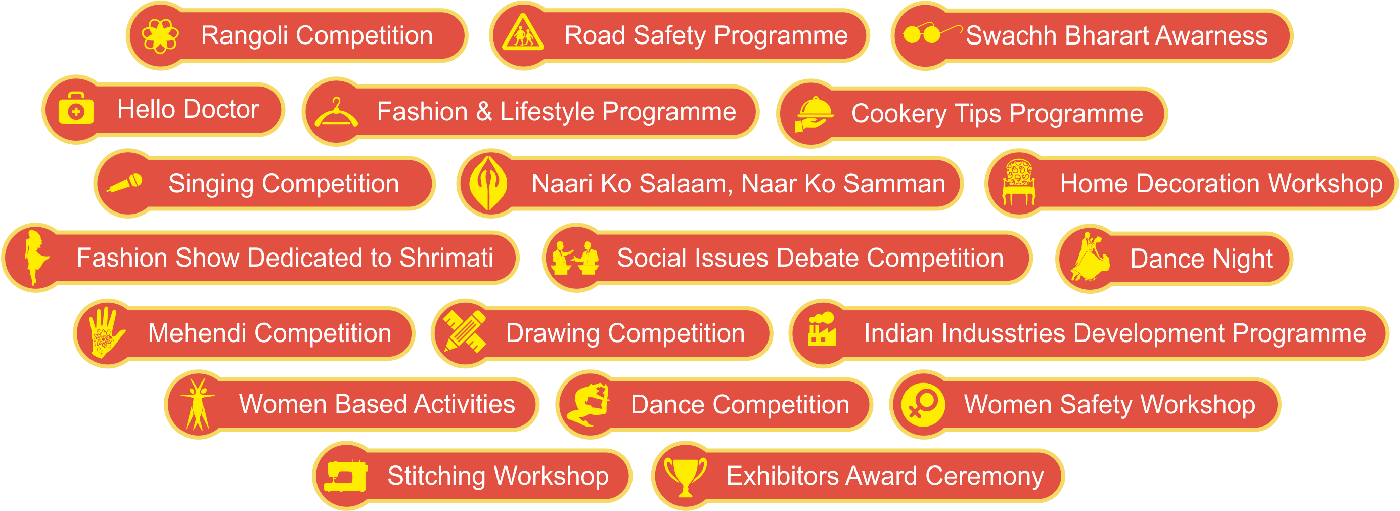 Rangoli Competition
Road Safety Programme
Swachh Bharart Awarness
Hello Doctor
Fashion & Lifestyle Programme
Cookery Tips Programme
Singing Competition
Naari Ko Salaam, Naar Ko Samman
Home Decoration Workshop
Fashion Show Dedicated to Shrimati
Social Issues Debate Competition
Dance Night
Mehendi Competition
Drawing Competition
Indian Indusstries Development Programme
Women Based Activities
Dance Competition
Women Safety Workshop
Stitching Workshop
Exhibitors Award Ceremony